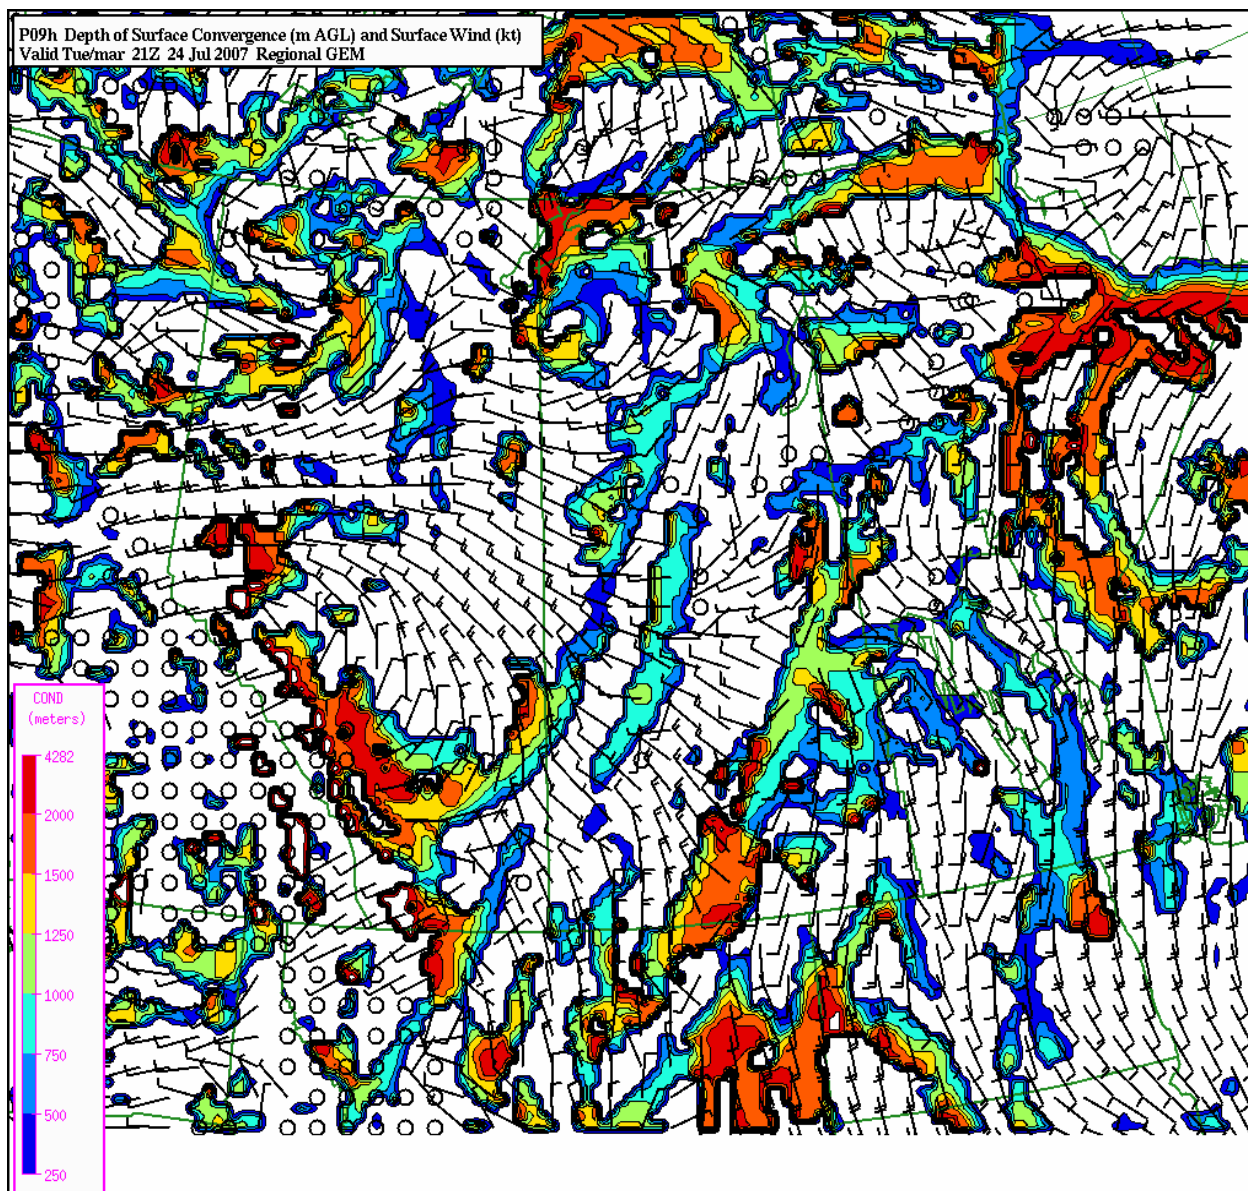 P09h Depth of Surface Convergence (m AGL) and Surface Wind (kt)
Valid Tue/mar 21Z 24 Jul 2007 Regional GEM
COND
(meters)
4282
2000
1500
1250
1000
750
500
250